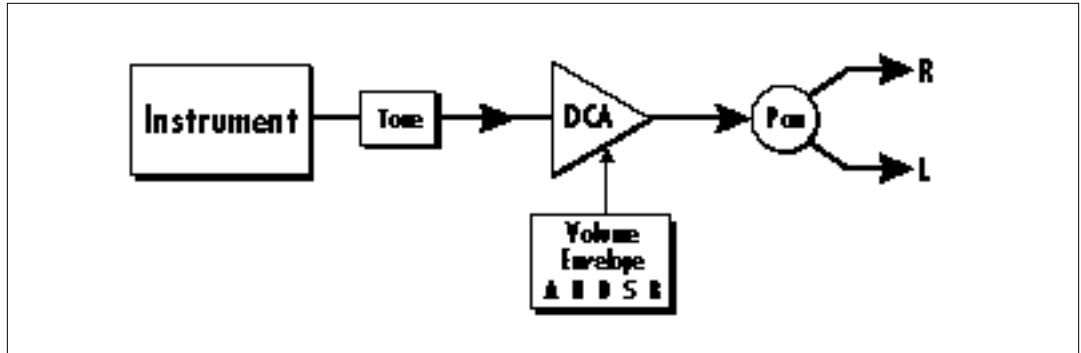 Instrument
Tone
DCA
Pan
R
L
Volume
Envelope
A H D S R